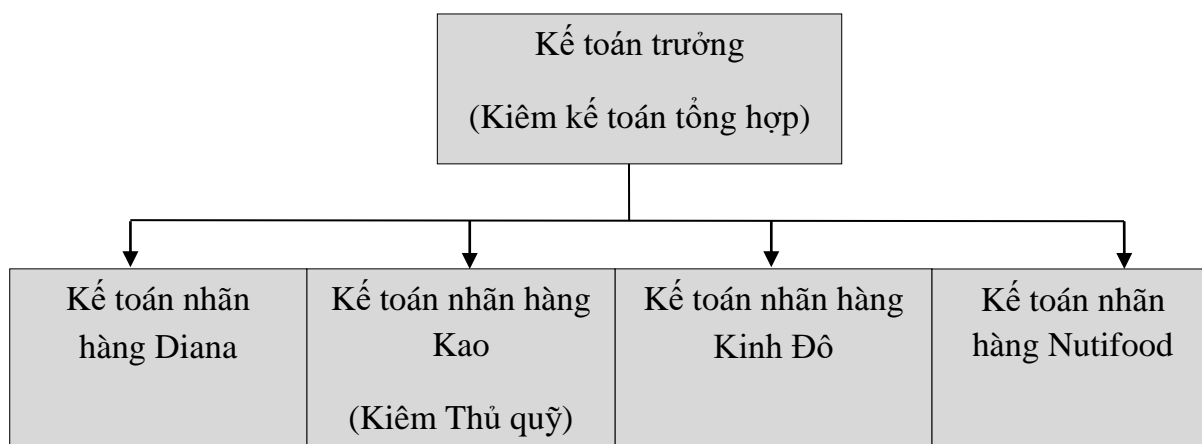 Kế toán trưởng
(Kiêm kế toán tổng hợp)
Kế toán nhãn
hàng Diana
Kế toán nhãn hàng
Kao
(Kiêm Thủ quỹ)
Kế toán nhãn hàng
Kinh Đô
Kế toán nhãn
hàng Nutifood